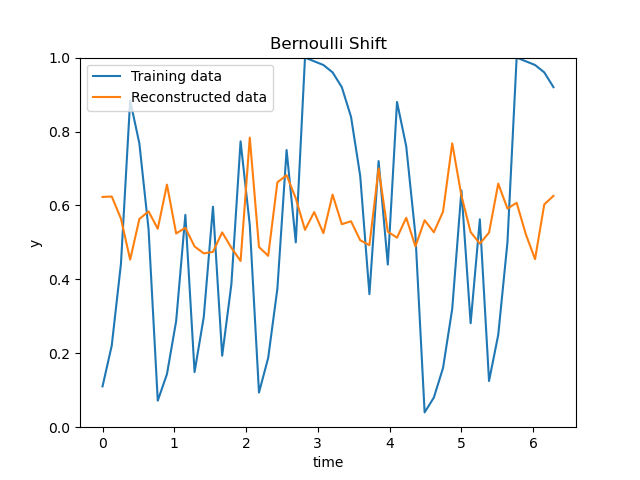 Bernoulli Shift
Training data
Reconstructed data
1.0
0.8
0.6
0.4
0.2
0.0
y
0 1 2 3 4 5 6
time